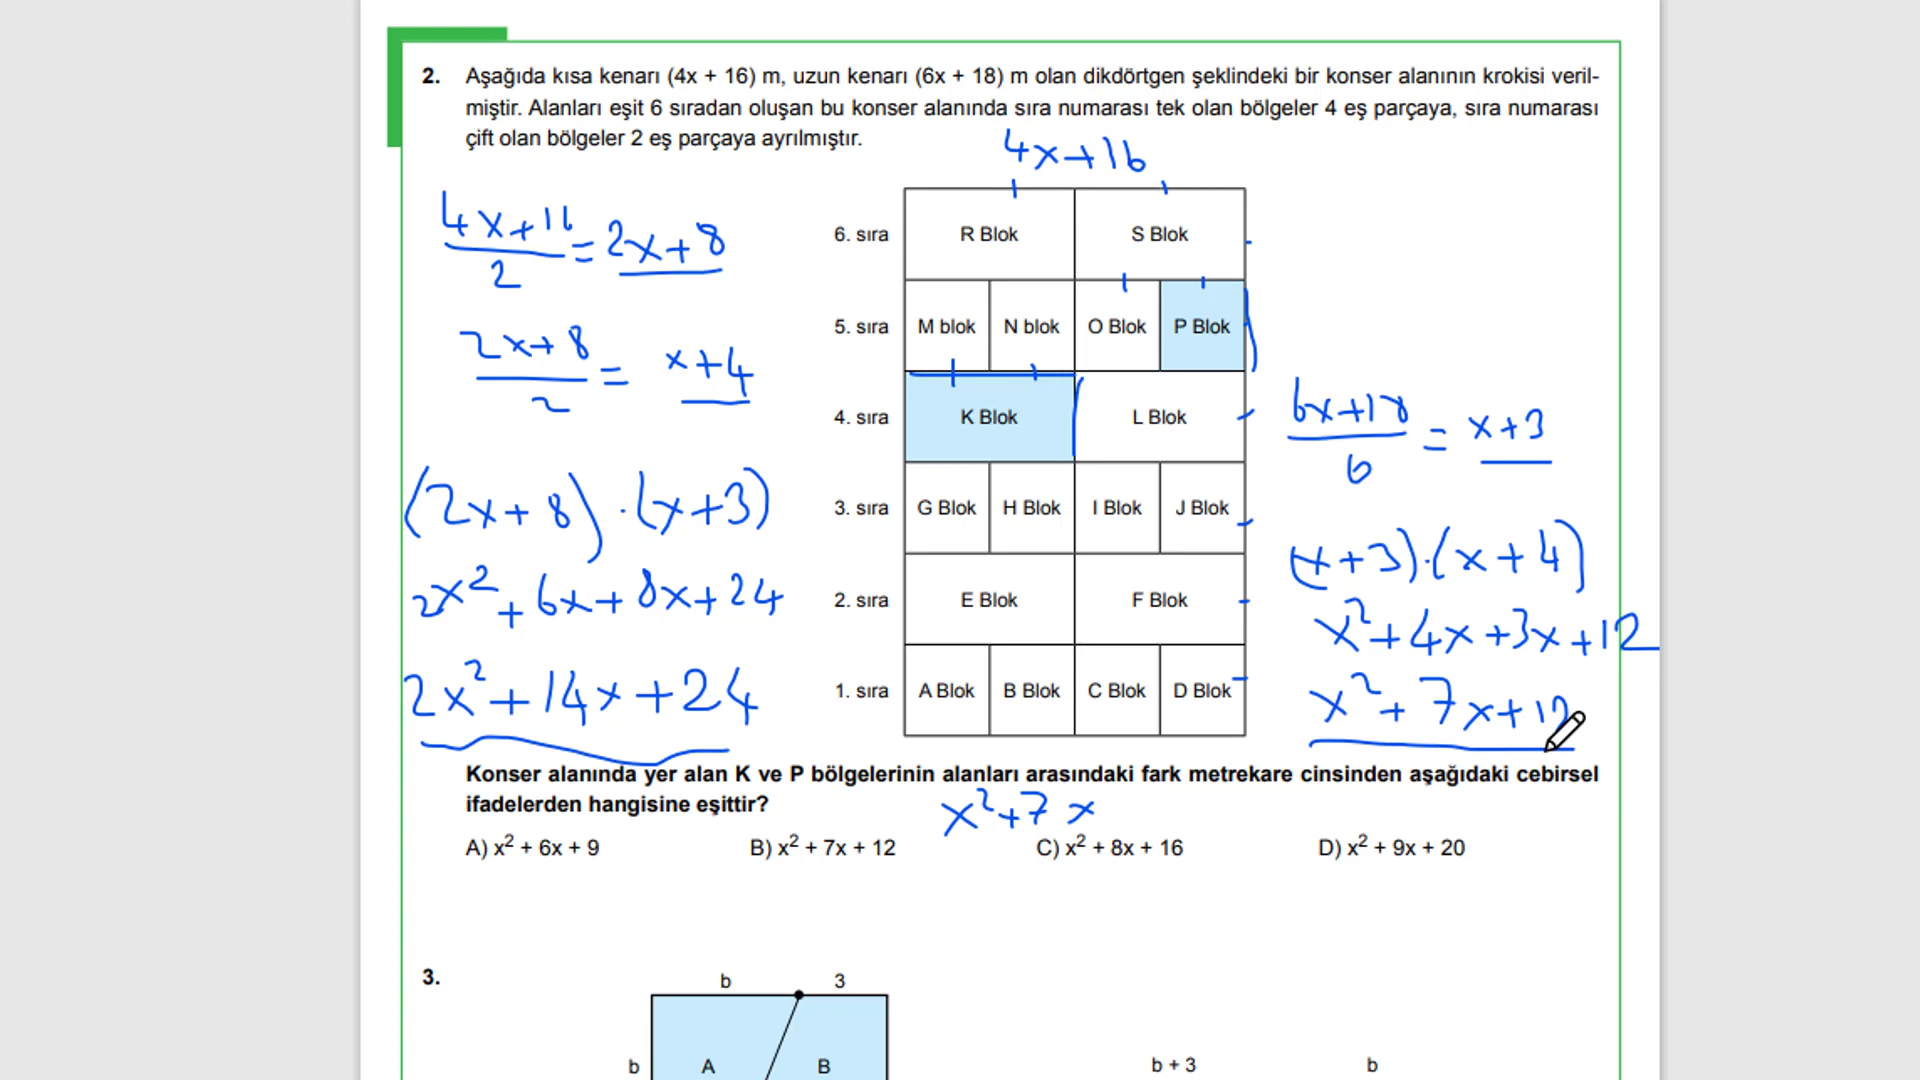 2. Aşağıda kısa kenarı (4x + 16) m, uzun kenarı (6x + 18) m olan dikdörtgen şeklindeki bir konser alanının krokisi veril-
miştir. Alanları eşit 6 sıradan oluşan bu konser alanında sıra numarası tek olan bölgeler 4 eş parçaya, sıra numarası
çift olan bölgeler 2 eş parçaya ayrılmıştır.
4x+16
4x+16 / 2 = 2x+8
2x+8 / 2 = x+4
(2x+8)·(x+3)
2x²+6x+8x+24
2x²+14x+24
6. sıra R Blok S Blok
5. sıra M blok N blok O Blok P Blok
4. sıra K Blok L Blok
3. sıra G Blok H Blok I Blok J Blok
2. sıra E Blok F Blok
1. sıra A Blok B Blok C Blok D Blok
6x+18 / 6 = x+3
(x+3)·(x+4)
x²+4x+3x+12
x²+7x+12
Konser alanında yer alan K ve P bölgelerinin alanları arasındaki fark metrekare cinsinden aşağıdaki cebirsel
ifadelerden hangisine eşittir?
x²+7x
A) x² + 6x + 9 B) x² + 7x + 12 C) x² + 8x + 16 D) x² + 9x + 20
3.
b 3
b A B b + 3 b